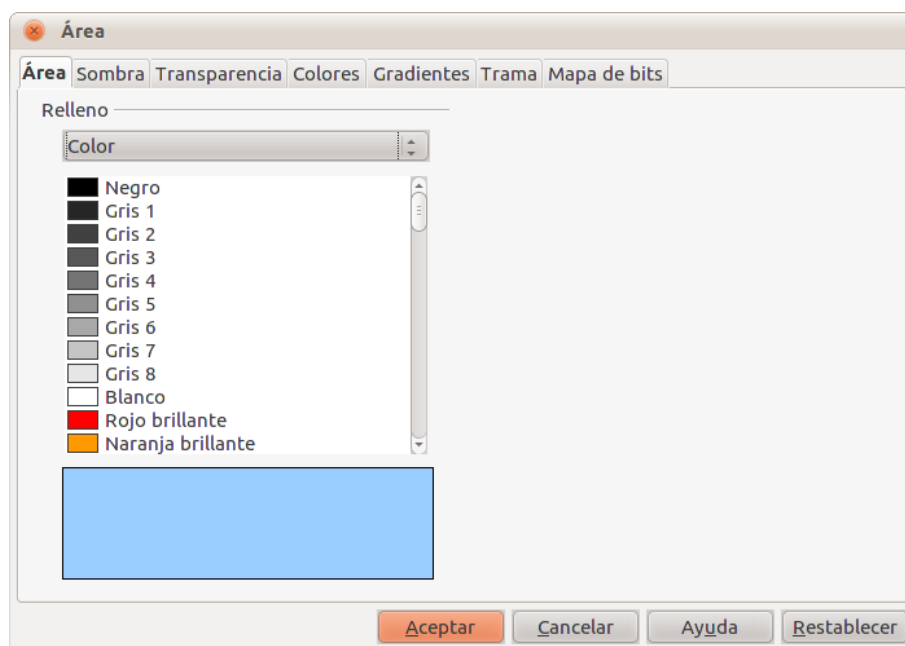 Área
Área Sombra Transparencia Colores Gradientes Trama Mapa de bits
Relleno
Color
Negro
Gris 1
Gris 2
Gris 3
Gris 4
Gris 5
Gris 6
Gris 7
Gris 8
Blanco
Rojo brillante
Naranja brillante
Aceptar Cancelar Ayuda Restablecer